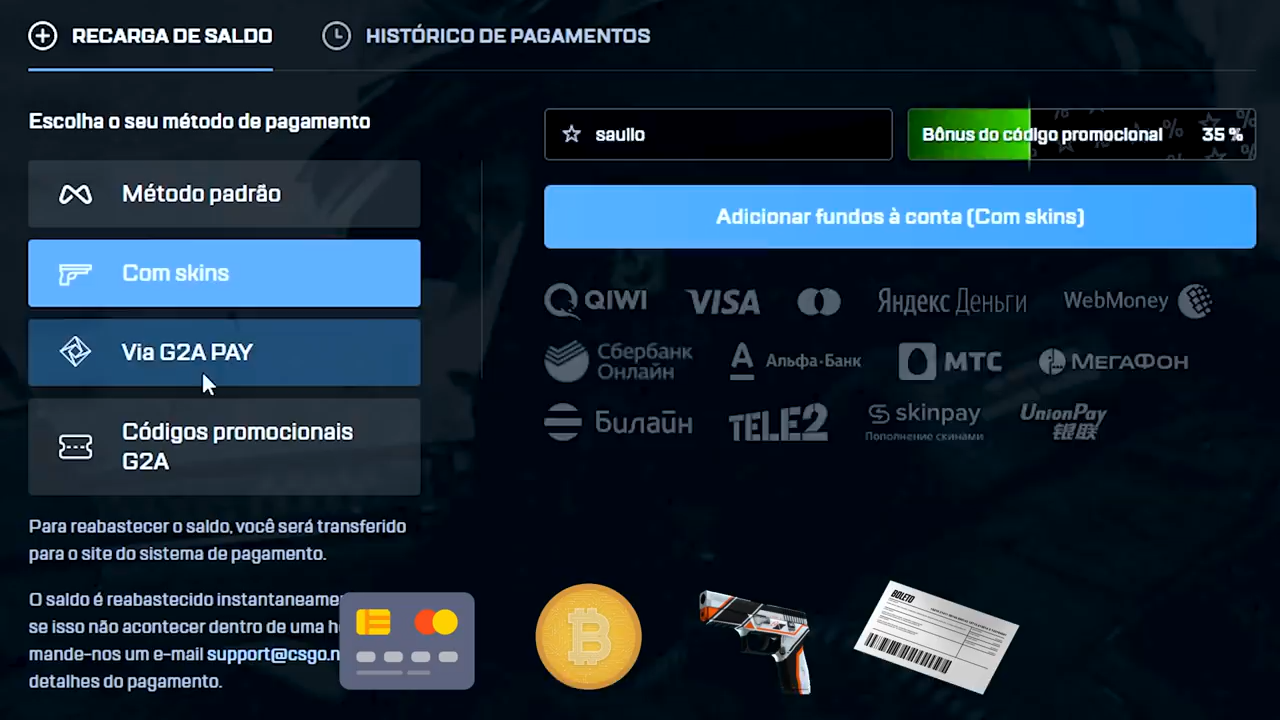 RECARGA DE SALDO
HISTÓRICO DE PAGAMENTOS
Escolha o seu método de pagamento
Método padrão
Com skins
Via G2A PAY
Códigos promocionais
G2A
Para reabastecer o saldo, você será transferido
para o site do sistema de pagamento.
O saldo é reabastecido
se isso não acontecer dentro de uma
mande-nos um e-mail support@csgo.n
detalhes do pagamento.
saullo
Bônus do código promocional 35 %
Adicionar fundos à conta (Com skins)
QIWI VISA Яндекс Деньги WebMoney
Сбербанк
Онлайн
Альфа·Банк МТС МЕГАФОН
Билайн TELE2
skinpay
Пополнение скинами
UnionPay
银联
BOLETO